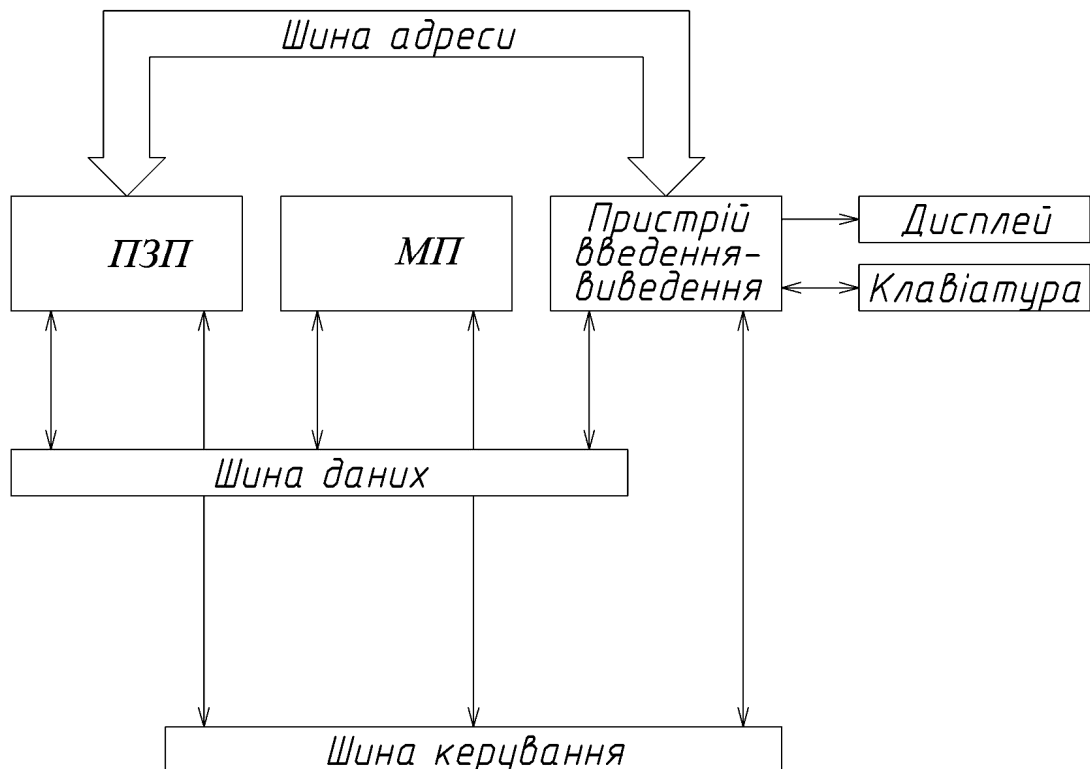 Шина адреси
ПЗП
МП
Пристрій
введення-
виведення
Дисплей
Клавіатура
Шина даних
Шина керування